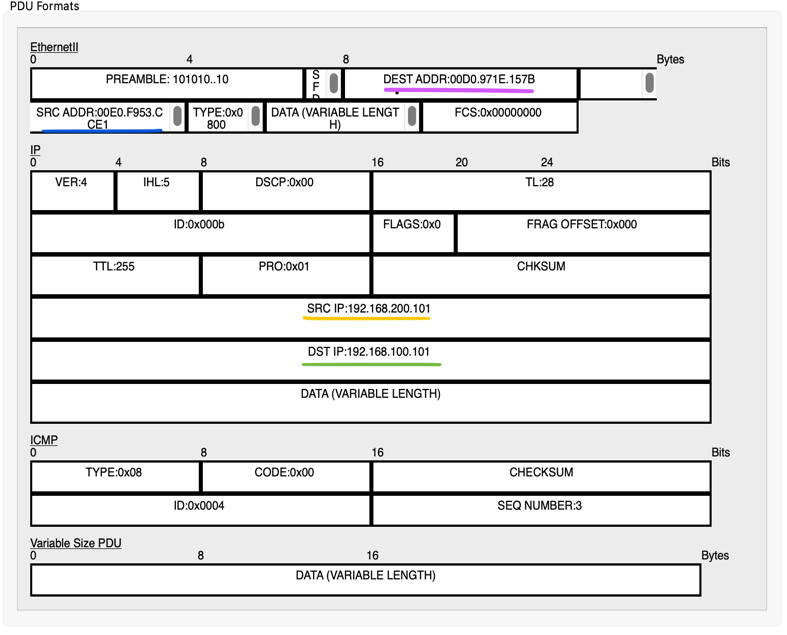 PDU Formats
EthernetII
0 4 8 Bytes
PREAMBLE: 101010..10 SFD DEST ADDR:00D0.971E.157B
SRC ADDR:00E0.F953.C
CE1
TYPE:0x0
800
DATA (VARIABLE LENGT
H)
FCS:0x00000000
IP
0 4 8 16 20 24 Bits
VER:4 IHL:5 DSCP:0x00 TL:28
ID:0x000b FLAGS:0x0 FRAG OFFSET:0x000
TTL:255 PRO:0x01 CHKSUM
SRC IP:192.168.200.101
DST IP:192.168.100.101
DATA (VARIABLE LENGTH)
ICMP
0 8 16 Bits
TYPE:0x08 CODE:0x00 CHECKSUM
ID:0x0004 SEQ NUMBER:3
Variable Size PDU
0 8 16 Bytes
DATA (VARIABLE LENGTH)